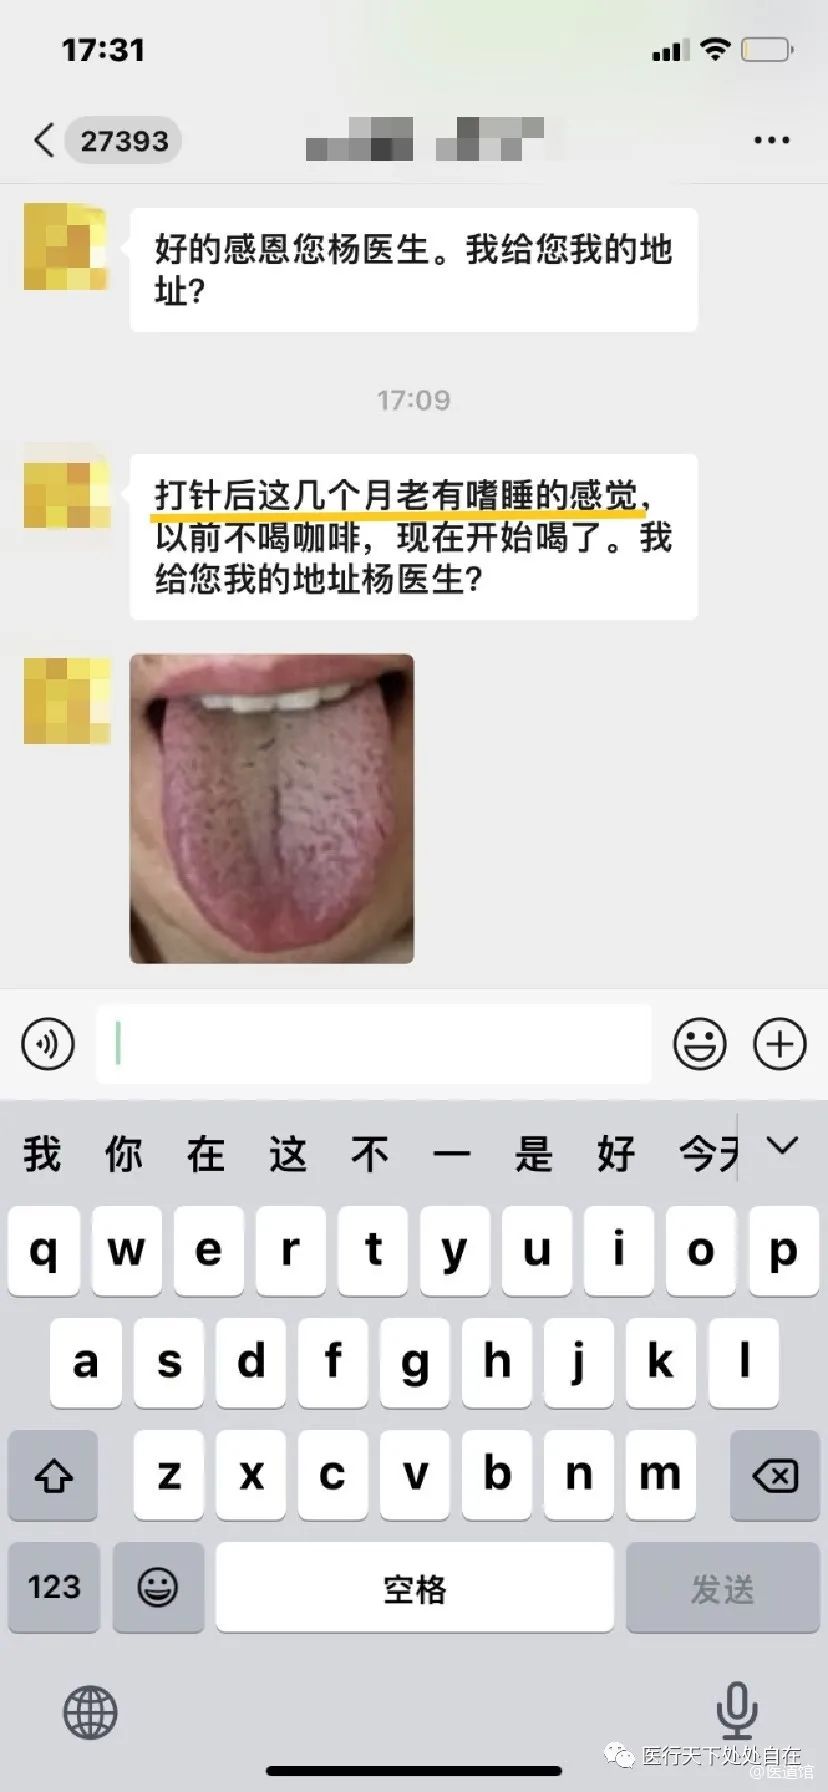 17:31
27393
好的感恩您杨医生。我给您我的地
址?
17:09
打针后这几个月老有嗜睡的感觉,
以前不喝咖啡，现在开始喝了。我
给您我的地址杨医生?
我 你 在 这 不 一 是 好 今天
q w e r t y u i o p
a s d f g h j k l
z x c v b n m
123 空格 发送
医行天下处处自在
@医道馆